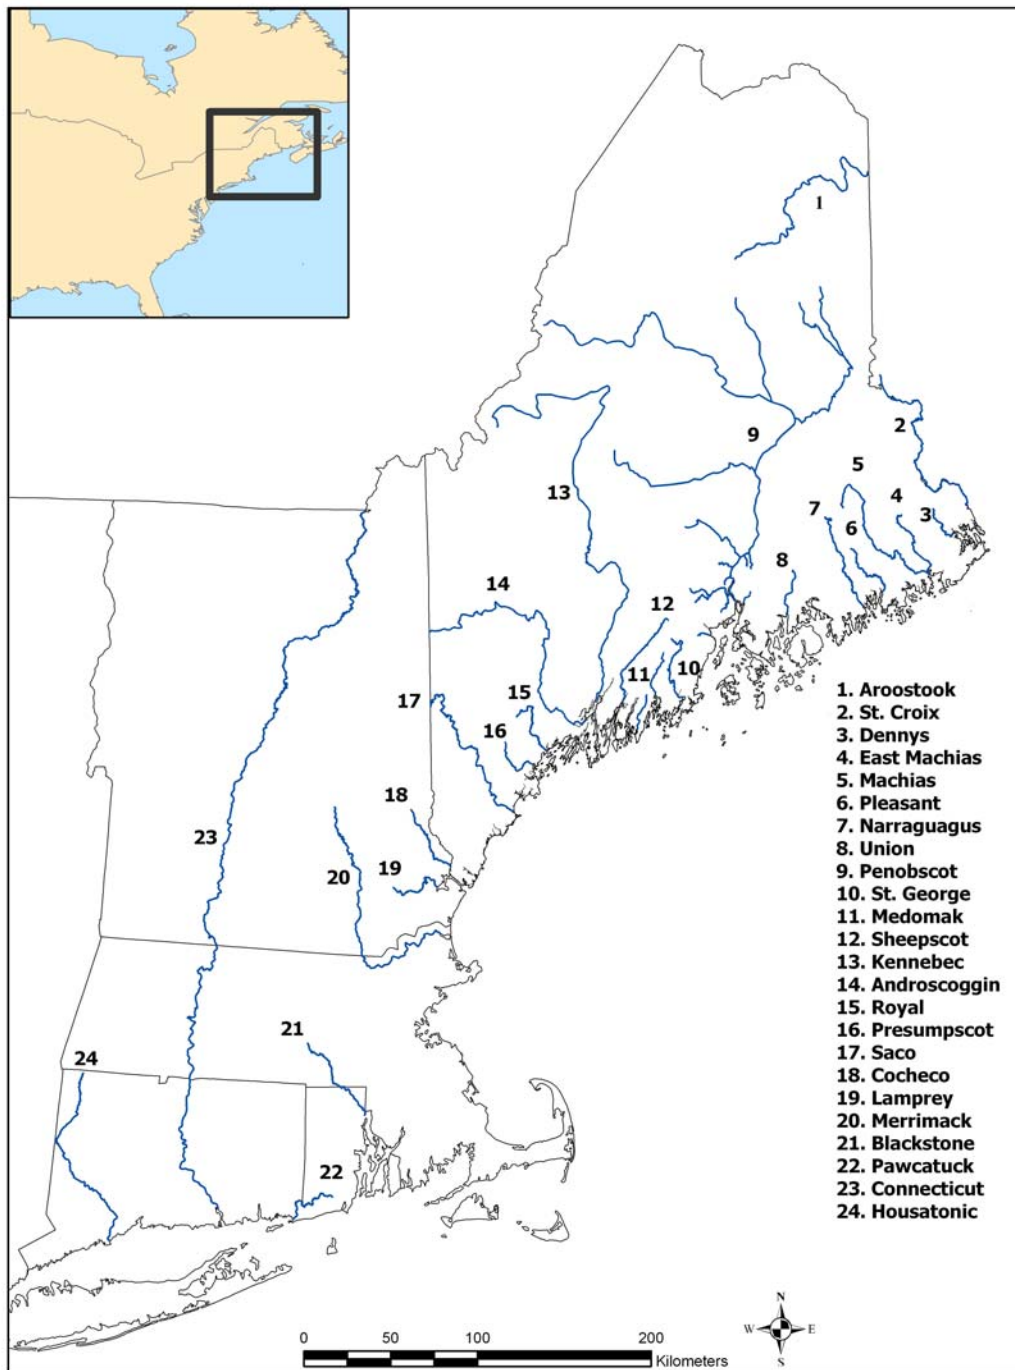 1
2
9
5
13
4
7
3
6
8
14
12
11
10
17
15
16
18
23
19
20
21
24
22
1. Aroostook
2. St. Croix
3. Dennys
4. East Machias
5. Machias
6. Pleasant
7. Narraguagus
8. Union
9. Penobscot
10. St. George
11. Medomak
12. Sheepscot
13. Kennebec
14. Androscoggin
15. Royal
16. Presumpscot
17. Saco
18. Cocheco
19. Lamprey
20. Merrimack
21. Blackstone
22. Pawcatuck
23. Connecticut
24. Housatonic
N
W E
S
0 50 100 200
Kilometers